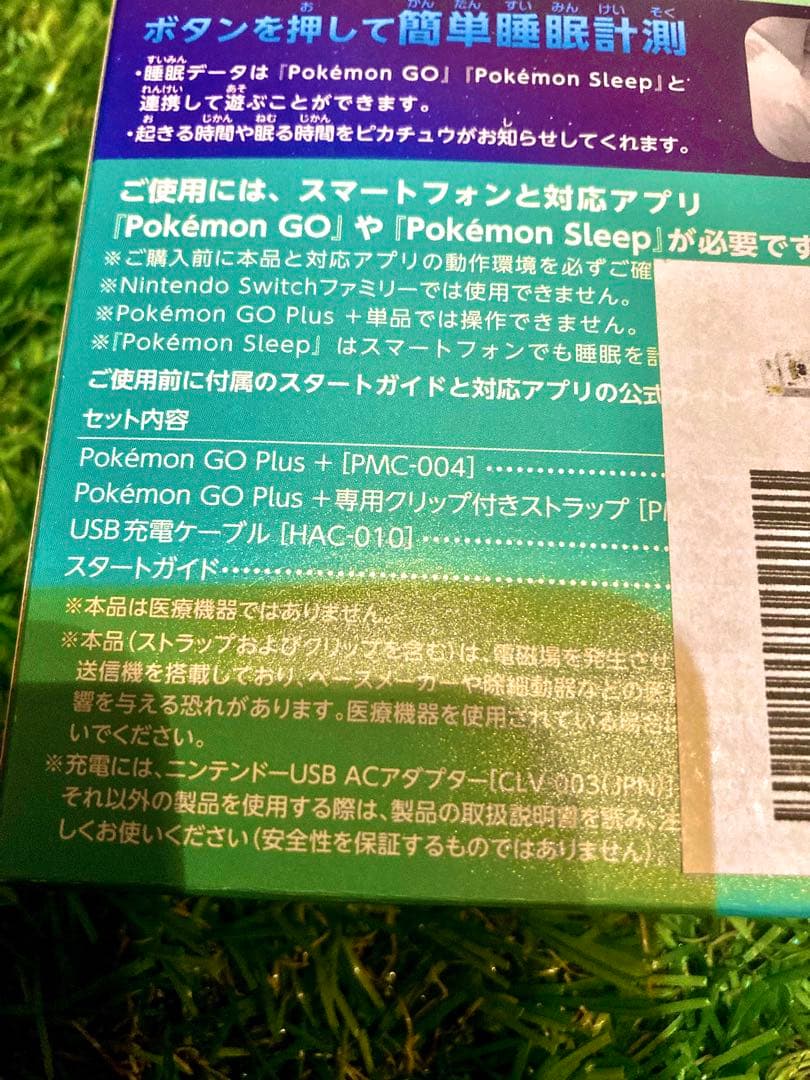 ボタンを押して簡単睡眠計測
・睡眠データは『Pokémon GO』『Pokémon Sleep』と
連携して遊ぶことができます。
・起きる時間や眠る時間をピカチュウがお知らせしてくれます。
ご使用には、スマートフォンと対応アプリ
『Pokémon GO』や『Pokémon Sleep』が必要です
※ご購入前に本品と対応アプリの動作環境を必ずご確
※Nintendo Switchファミリーでは使用できません。
※Pokémon GO Plus +単品では操作できません。
※『Pokémon Sleep』はスマートフォンでも睡眠を計
ご使用前に付属のスタートガイドと対応アプリの公式
セット内容
Pokémon GO Plus + [PMC-004]
Pokémon GO Plus +専用クリップ付きストラップ [P
USB充電ケーブル [HAC-010]
スタートガイド
※本品は医療機器ではありません。
※本品(ストラップおよびクリップを含む)は、電磁場を発生させ
送信機を搭載しており、ペースメーカーや除細動器などの医
響を与える恐れがあります。医療機器を使用されている場合は
いでください。
※充電には、ニンテンドーUSB ACアダプター[CLV-003(JPN)]
それ以外の製品を使用する際は、製品の取扱説明書を読み、注
しくお使いください(安全性を保証するものではありません)